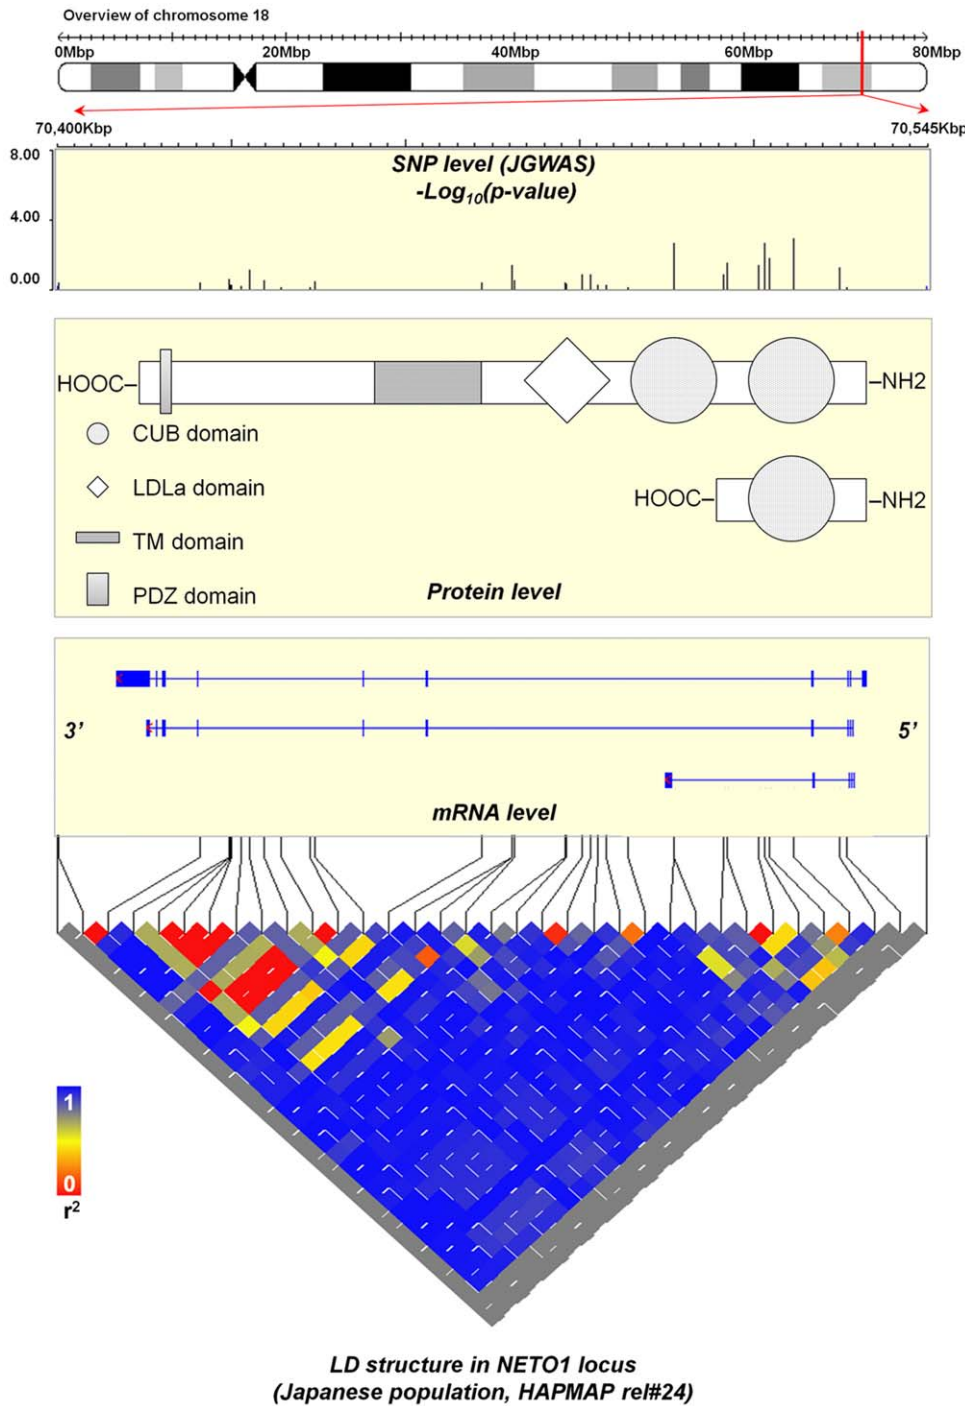 Overview of chromosome 18
0Mbp 20Mbp 40Mbp 60Mbp 80Mbp
70,400Kbp 70,545Kbp
8.00
4.00
0.00
SNP level (JGWAS)
-Log10(p-value)
HOOC– –NH2
CUB domain
LDLa domain
HOOC– –NH2
TM domain
PDZ domain
Protein level
3’ 5’
mRNA level
1
0
r²
LD structure in NETO1 locus
(Japanese population, HAPMAP rel#24)